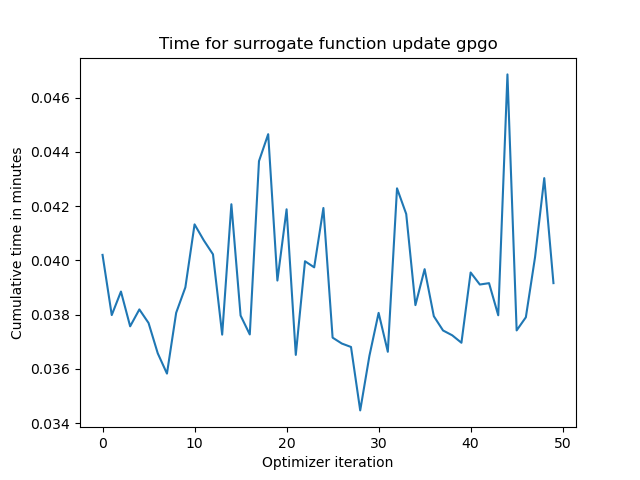 Time for surrogate function update gpgo
Cumulative time in minutes
0.046
0.044
0.042
0.040
0.038
0.036
0.034
0 10 20 30 40 50
Optimizer iteration